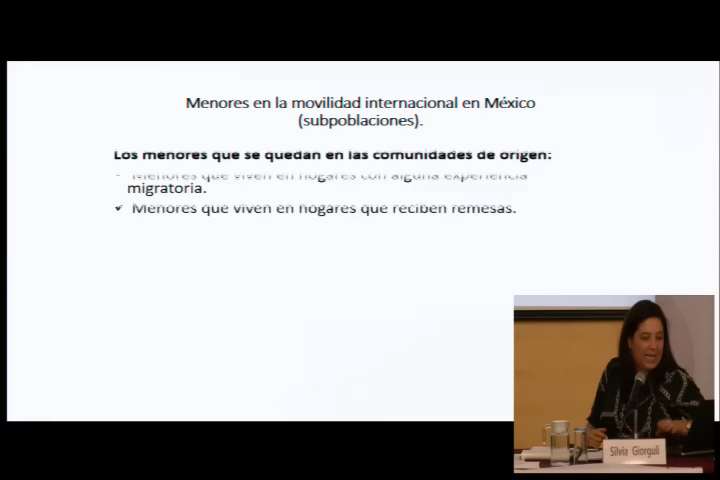 Menores en la movilidad internacional en México
(subpoblaciones).
Los menores que se quedan en las comunidades de origen:
Menores que viven en hogares con alguna experiencia
migratoria.
✓ Menores que viven en hogares que reciben remesas.
Silvia Giorguli